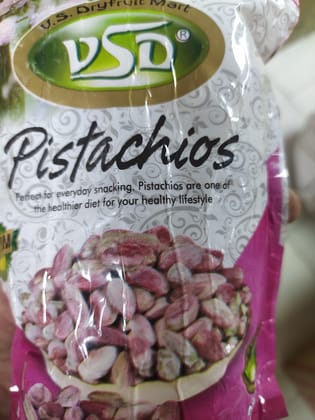 V.S. Dryfruit Mart
VSD®
Pistachios
Perfect for everyday snacking. Pistachios are one of
the healthier diet for your healthy lifestyle